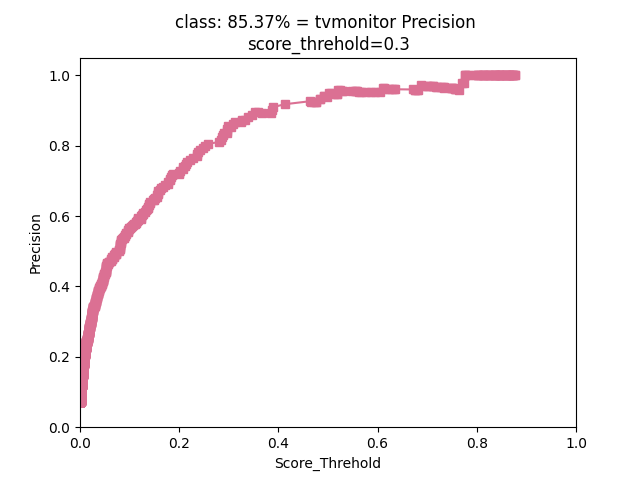 class: 85.37% = tvmonitor Precision
score_threhold=0.3
1.0
0.8
0.6
0.4
0.2
0.0
Precision
0.0 0.2 0.4 0.6 0.8 1.0
Score_Threhold